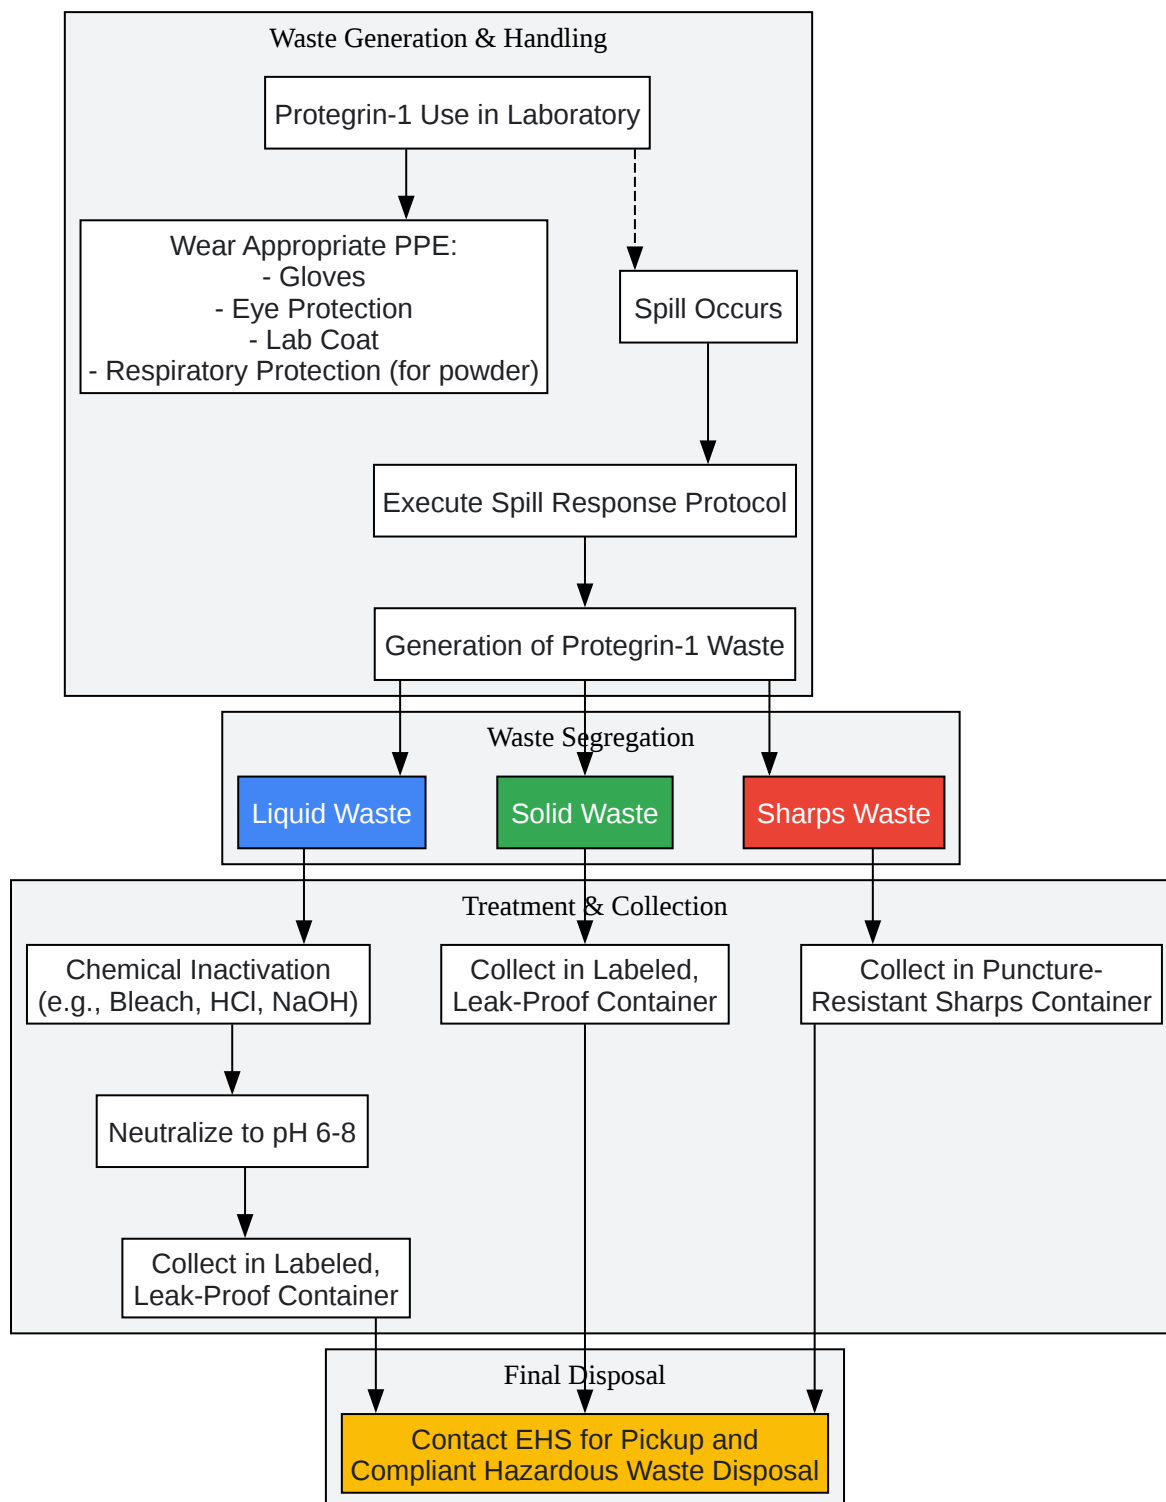 Waste Generation & Handling
Protegrin-1 Use in Laboratory
Wear Appropriate PPE:
- Gloves
- Eye Protection
- Lab Coat
- Respiratory Protection (for powder)
Spill Occurs
Execute Spill Response Protocol
Generation of Protegrin-1 Waste
Waste Segregation
Liquid Waste
Solid Waste
Sharps Waste
Treatment & Collection
Chemical Inactivation
(e.g., Bleach, HCl, NaOH)
Collect in Labeled,
Leak-Proof Container
Collect in Puncture-
Resistant Sharps Container
Neutralize to pH 6-8
Collect in Labeled,
Leak-Proof Container
Final Disposal
Contact EHS for Pickup and
Compliant Hazardous Waste Disposal